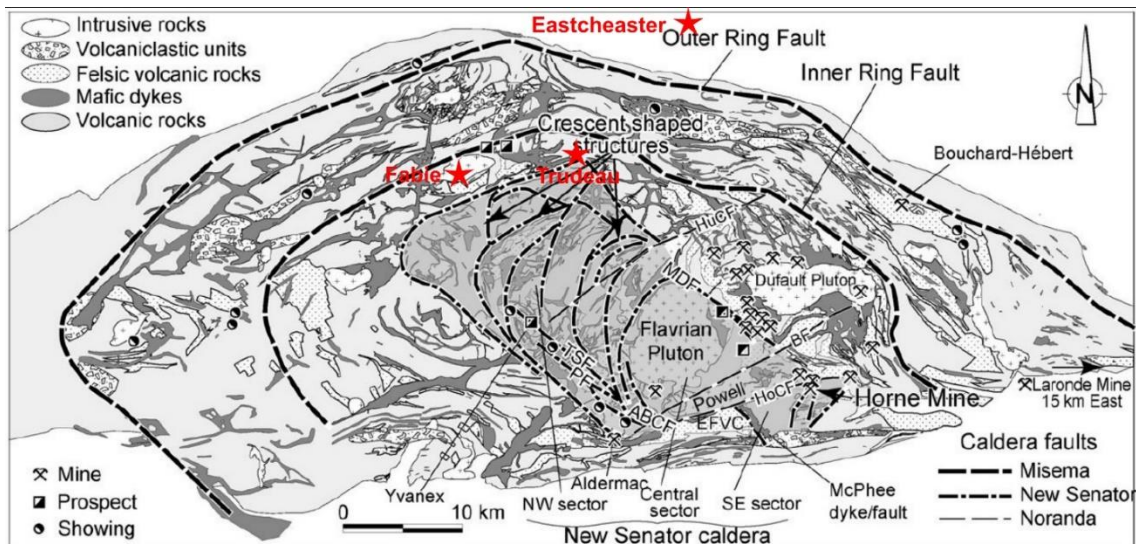 Intrusive rocks
Volcaniclastic units
Felsic volcanic rocks
Mafic dykes
Volcanic rocks
Eastcheaster
Outer Ring Fault
Inner Ring Fault
N
Crescent shaped
structures
Bouchard-Hébert
Fabie
Trudeau
HuCF
MDF
Dufault Pluton
Flavrian
Pluton
TSF
PF
Br
Powell
HoCF
ABCF
EFVC
Horne Mine
Laronde Mine
15 km East
Mine
Prospect
Showing
Yvanex
NW sector
Aldermac
Central
sector
SE sector
McPhee
dyke/fault
New Senator caldera
0
10 km
Caldera faults
Misema
New Senator
Noranda